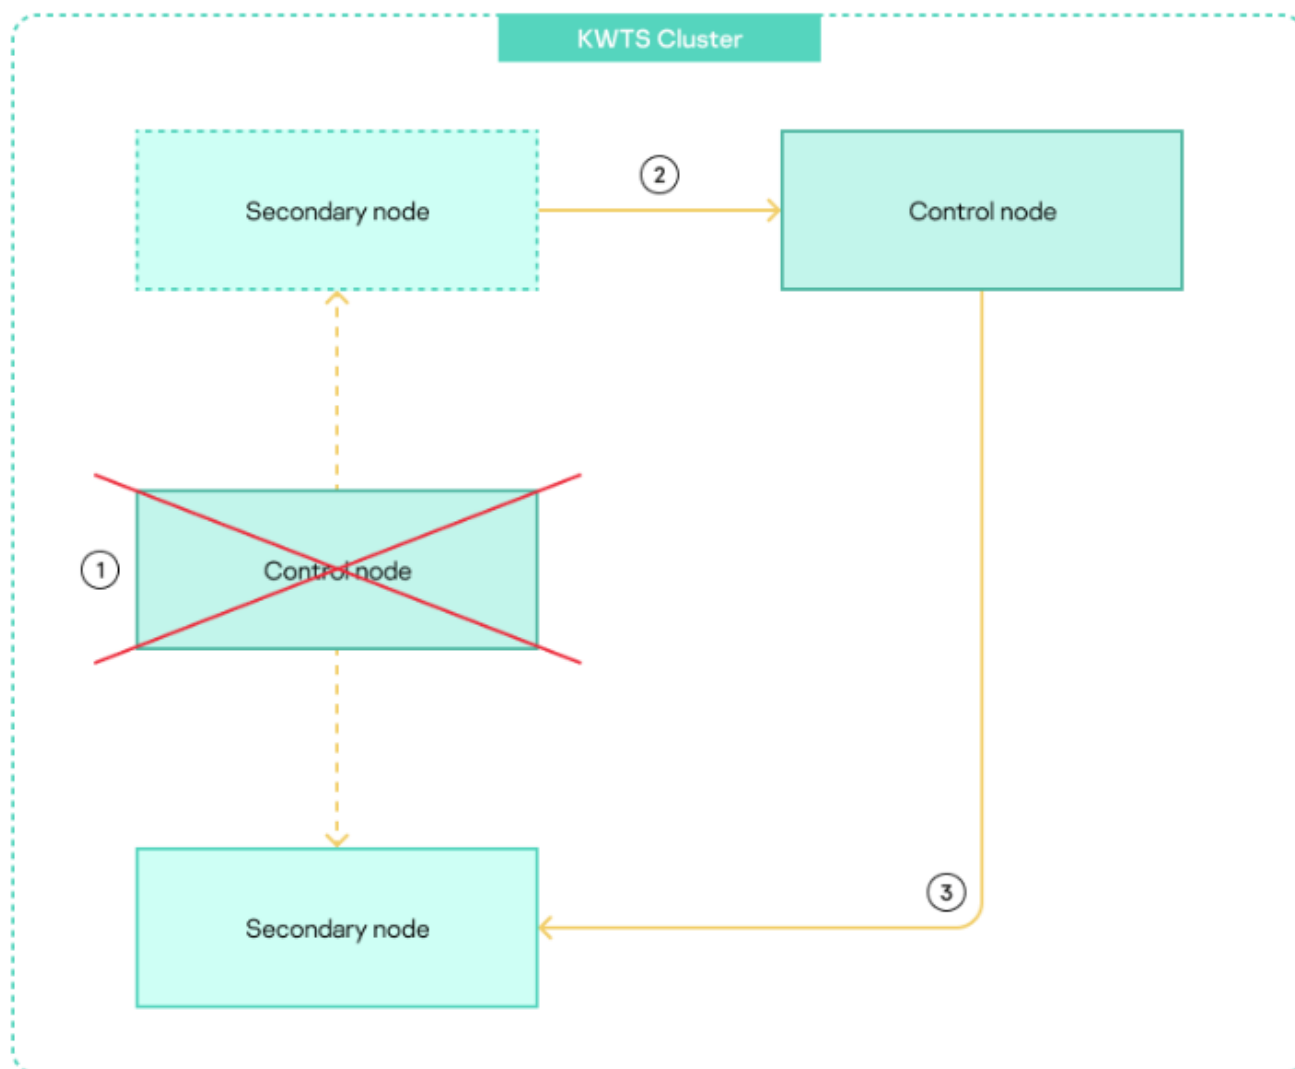 KWTS Cluster
Secondary node
2
Control node
1
Control node
3
Secondary node